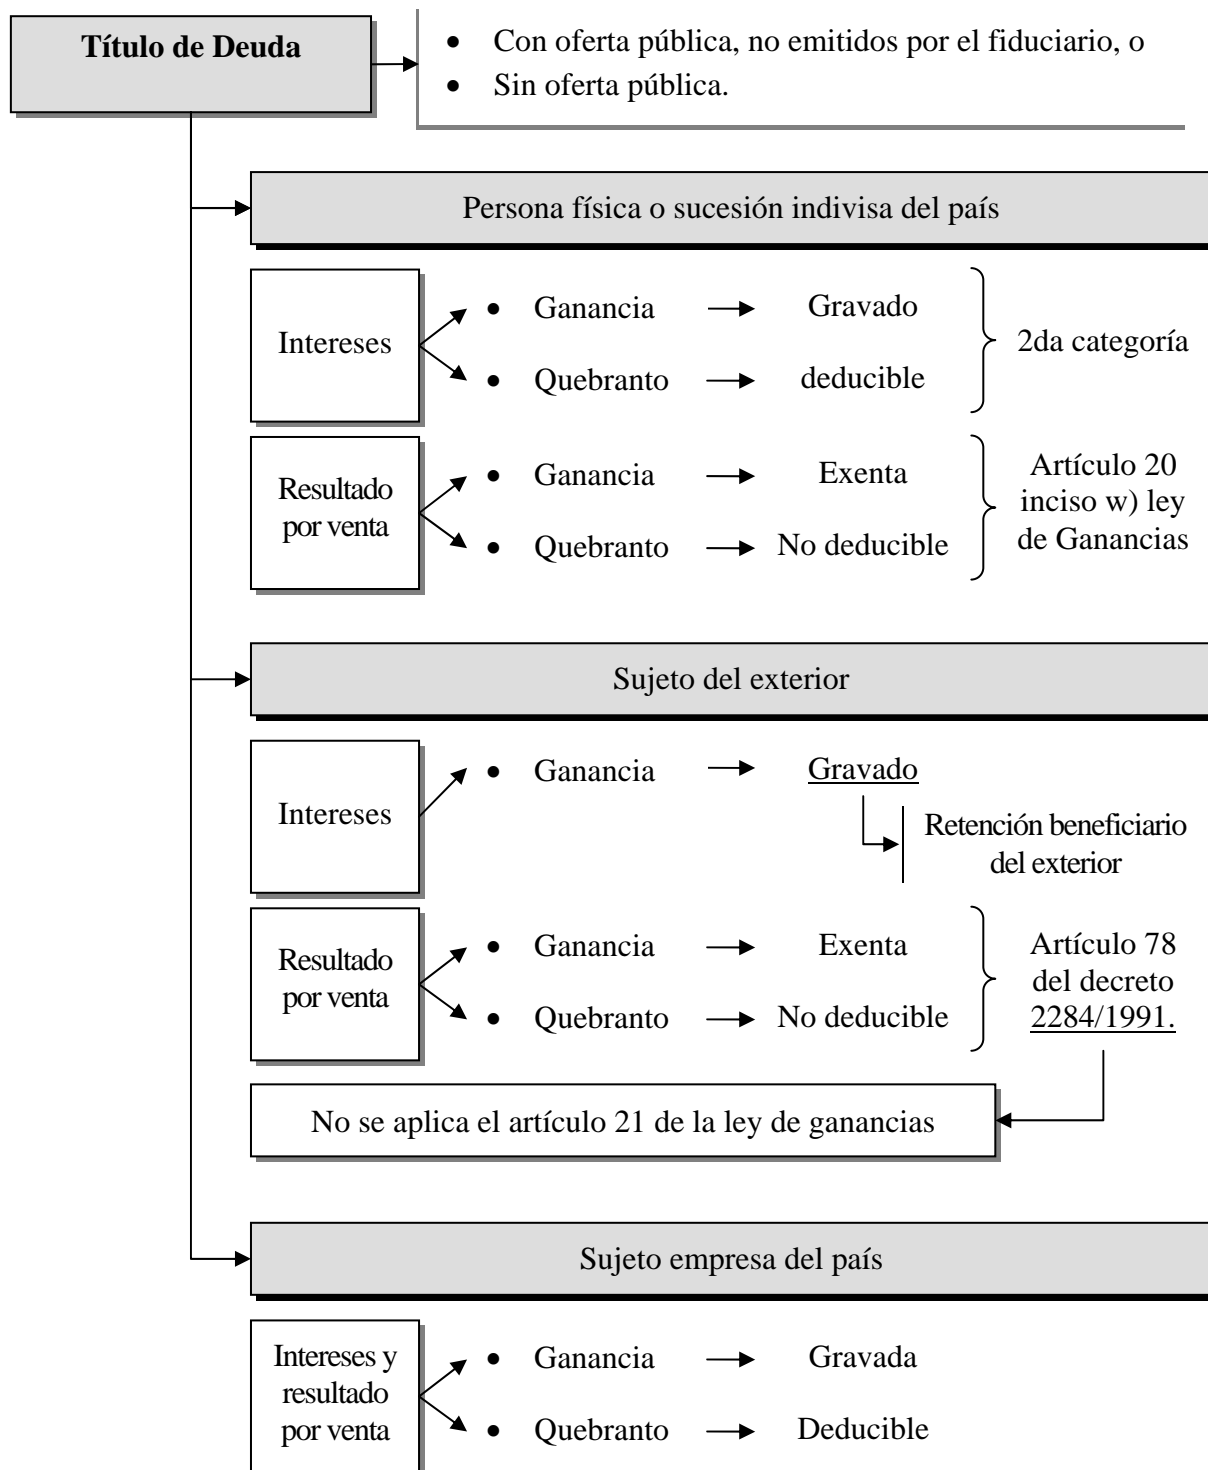 Título de Deuda
• Con oferta pública, no emitidos por el fiduciario, o
• Sin oferta pública.
Persona física o sucesión indivisa del país
Intereses
• Ganancia Gravado
• Quebranto deducible
2da categoría
Resultado
por venta
• Ganancia Exenta
• Quebranto No deducible
Artículo 20
inciso w) ley
de Ganancias
Sujeto del exterior
Intereses
• Ganancia Gravado
Retención beneficiario
del exterior
Resultado
por venta
• Ganancia Exenta
• Quebranto No deducible
Artículo 78
del decreto
2284/1991.
No se aplica el artículo 21 de la ley de ganancias
Sujeto empresa del país
Intereses y
resultado
por venta
• Ganancia Gravada
• Quebranto Deducible